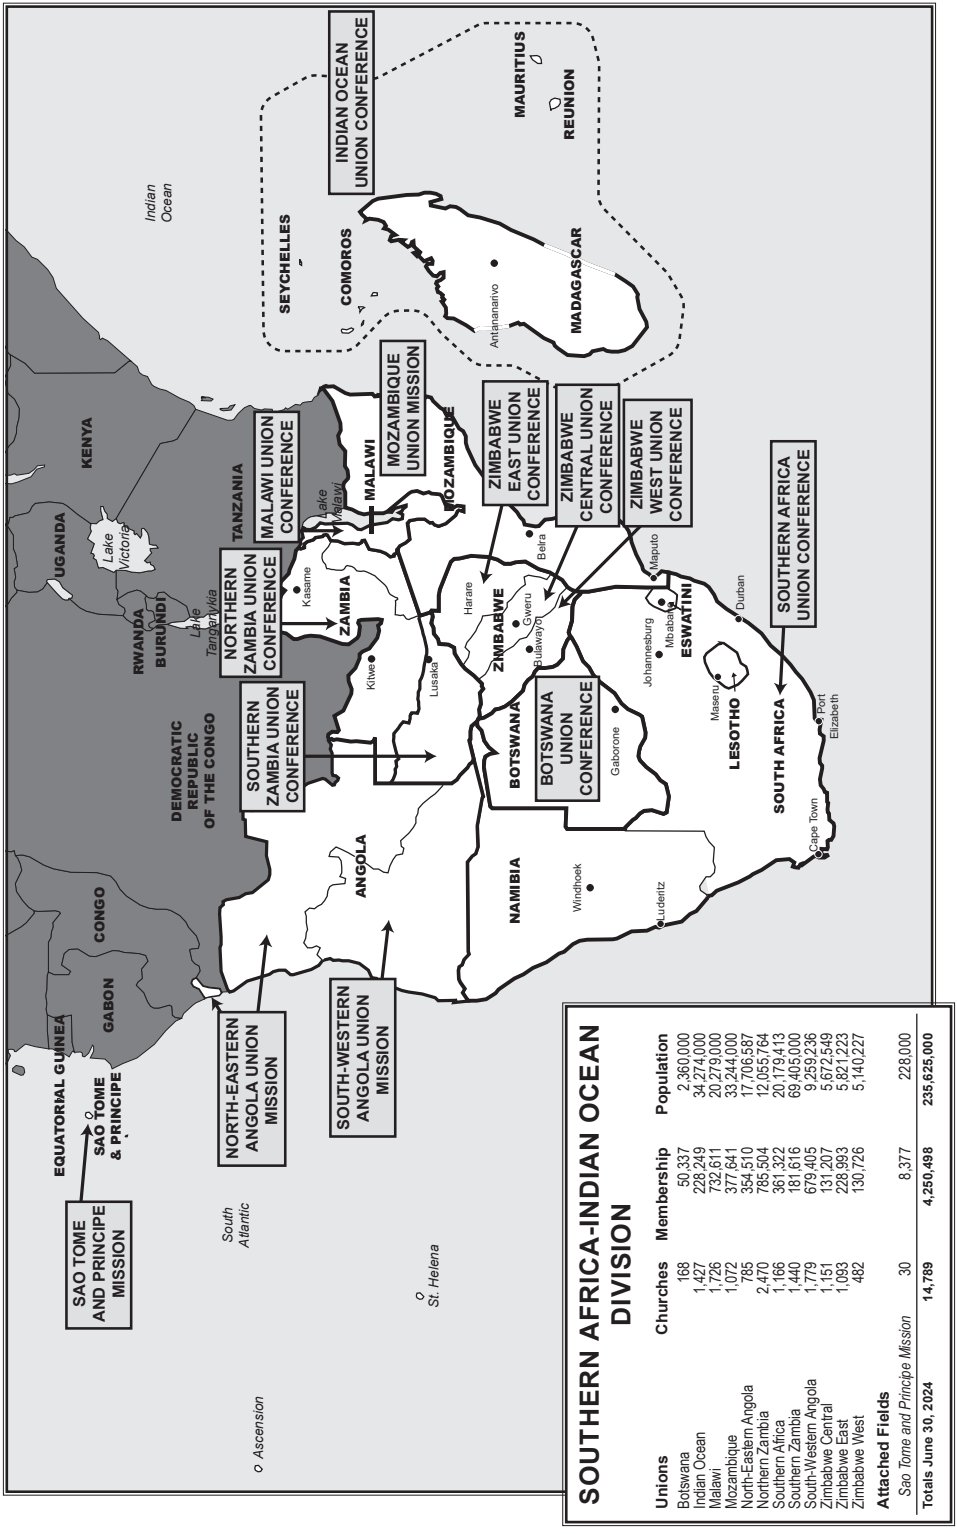 INDIAN OCEAN
UNION CONFERENCE
Indian
Ocean
SEYCHELLES
COMOROS
MAURITIUS
REUNION
Antananarivo
MADAGASCAR
KENYA
UGANDA
Lake
Victoria
RWANDA
BURUNDI
Lake
Tanganykia
TANZANIA
DEMOCRATIC
REPUBLIC
OF THE CONGO
CONGO
GABON
EQUATORIAL GUINEA
SAO TOME
& PRINCIPE
SAO TOME
AND PRINCIPE
MISSION
MALAWI UNION
CONFERENCE
Lake
Malawi
MALAWI
MOZAMBIQUE
UNION MISSION
MOZAMBIQUE
NORTHERN
ZAMBIA UNION
CONFERENCE
Kasame
ZAMBIA
Kitwe
Lusaka
SOUTHERN
ZAMBIA UNION
CONFERENCE
ZIMBABWE
EAST UNION
CONFERENCE
ZIMBABWE
CENTRAL UNION
CONFERENCE
ZIMBABWE
WEST UNION
CONFERENCE
Harare
ZIMBABWE
Gweru
Bulawayo
Belra
Maputo
ANGOLA
NORTH-EASTERN
ANGOLA UNION
MISSION
SOUTH-WESTERN
ANGOLA UNION
MISSION
NAMIBIA
Windhoek
Luderitz
BOTSWANA
BOTSWANA
UNION
CONFERENCE
Gaborone
Johannesburg
Mbabane
ESWATINI
Durban
Maseru
LESOTHO
SOUTH AFRICA
Port
Elizabeth
Cape Town
SOUTHERN AFRICA
UNION CONFERENCE
South
Atlantic
St. Helena
Ascension
SOUTHERN AFRICA-INDIAN OCEAN
DIVISION
Unions Churches Membership Population
Botswana 168 50,337 2,360,000
Indian Ocean 1,427 228,249 34,274,000
Malawi 1,726 732,611 20,279,000
Mozambique 1,072 377,641 33,244,000
North-Eastern Angola 785 354,510 17,706,587
Northern Zambia 2,470 785,504 12,055,764
Southern Africa 1,166 361,322 20,179,413
Southern Zambia 1,440 181,616 69,405,000
South-Western Angola 1,779 679,405 9,259,236
Zimbabwe Central 1,151 131,207 5,672,549
Zimbabwe East 1,093 228,993 5,821,223
Zimbabwe West 482 130,726 5,140,227
Attached Fields
Sao Tome and Principe Mission 30 8,377 228,000
Totals June 30, 2024 14,789 4,250,498 235,625,000